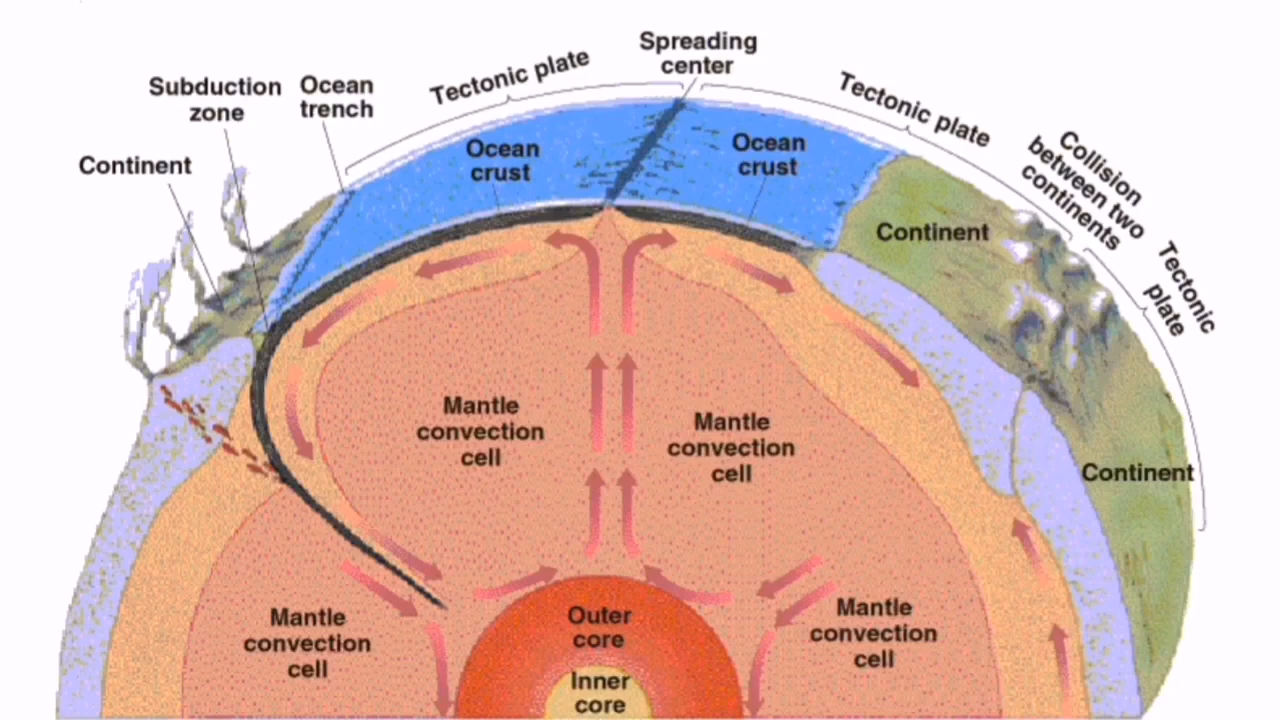 Spreading
center
Tectonic plate
Tectonic plate
Subduction
zone
Ocean
trench
Continent
Ocean
crust
Ocean
crust
Collision
between two
continents
Continent
Tectonic
plate
Mantle
convection
cell
Mantle
convection
cell
Continent
Mantle
convection
cell
Outer
core
Mantle
convection
cell
Inner
core